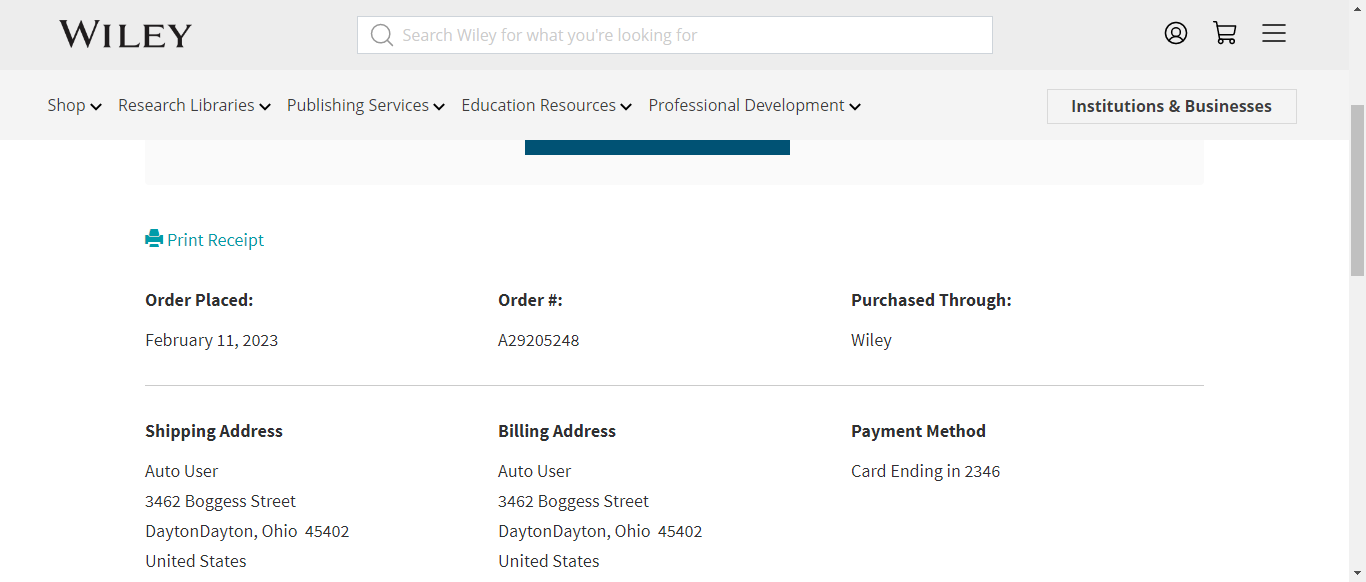 WILEY
Search Wiley for what you're looking for
Shop Research Libraries Publishing Services Education Resources Professional Development Institutions & Businesses
Print Receipt
Order Placed: Order #: Purchased Through:
February 11, 2023 A29205248 Wiley
Shipping Address Billing Address Payment Method
Auto User Auto User Card Ending in 2346
3462 Boggess Street 3462 Boggess Street
DaytonDayton, Ohio 45402 DaytonDayton, Ohio 45402
United States United States